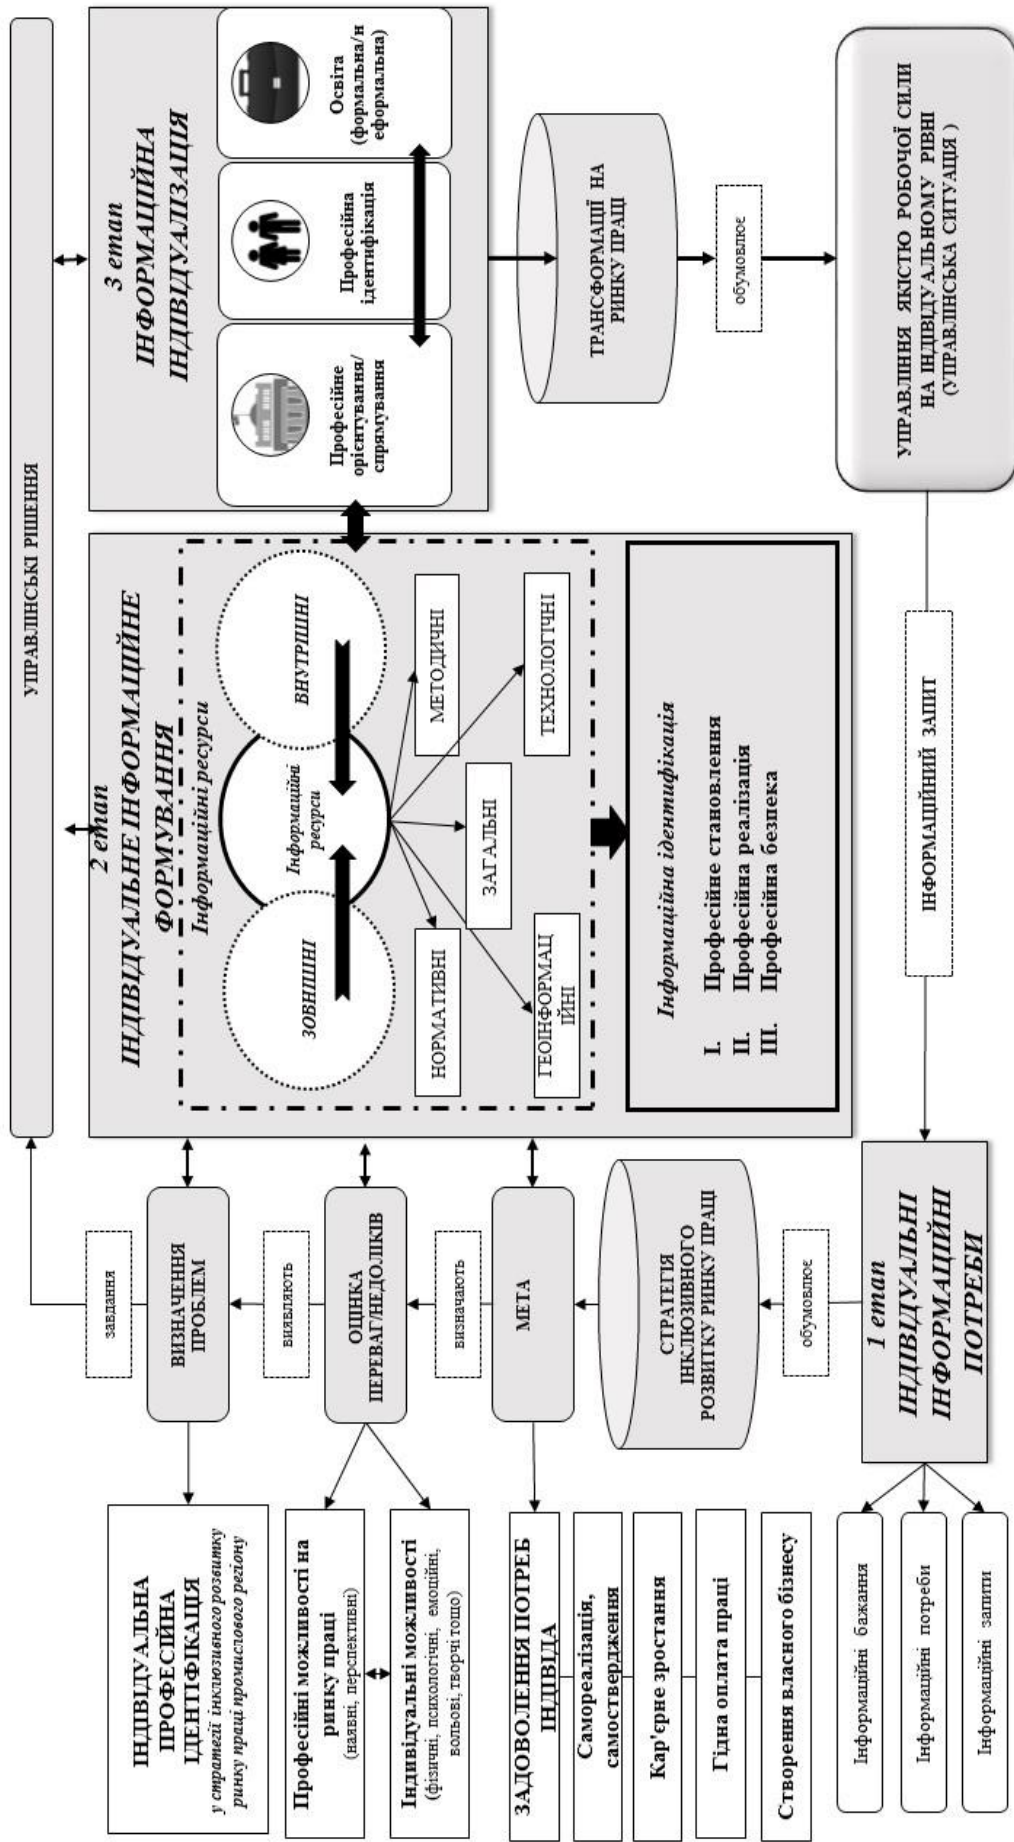 УПРАВЛІНСЬКІ РІШЕННЯ
завдання
ВИЗНАЧЕННЯ
ПРОБЛЕМ
виявляють
ОЦІНКА
ПЕРЕВАГ/НЕДОЛІКІВ
визначають
МЕТА
СТРАТЕГІЯ
ІНКЛЮЗИВНОГО
РОЗВИТКУ РИНКУ ПРАЦІ
обумовлює
1 етап
ІНДИВІДУАЛЬНІ
ІНФОРМАЦІЙНІ
ПОТРЕБИ
ІНДИВІДУАЛЬНА
ПРОФЕСІЙНА
ІДЕНТИФІКАЦІЯ
у стратегії інклюзивного розвитку
ринку праці промислового регіону
Професійні можливості на
ринку праці
(наявні, перспективні)
Індивідуальні можливості
(фізичні, психологічні, емоційні,
вольові, творчі тощо)
ЗАДОВОЛЕННЯ ПОТРЕБ
ІНДИВІДА
Самореалізація,
самоствердження
Кар'єрне зростання
Гідна оплата праці
Створення власного бізнесу
Інформаційні бажання
Інформаційні потреби
Інформаційні запити
2 етап
ІНДИВІДУАЛЬНЕ ІНФОРМАЦІЙНЕ
ФОРМУВАННЯ
Інформаційні ресурси
ЗОВНІШНІ
Інформаційні
ресурси
ВНУТРІШНІ
НОРМАТИВНІ
МЕТОДИЧНІ
ЗАГАЛЬНІ
ГЕОІНФОРМАЦ
ІЙНІ
ТЕХНОЛОГІЧНІ
Інформаційна ідентифікація
I. Професійне становлення
II. Професійна реалізація
III. Професійна безпека
3 етап
ІНФОРМАЦІЙНА
ІНДИВІДУАЛІЗАЦІЯ
Професійне
орієнтування/
спрямування
Професійна
ідентифікація
Освіта
(формальна/н
еформальна)
ТРАНСФОРМАЦІЇ НА
РИНКУ ПРАЦІ
обумовлює
УПРАВЛІННЯ ЯКІСТЮ РОБОЧОЇ СИЛИ
НА ІНДИВІДУАЛЬНОМУ РІВНІ
(УПРАВЛІНСЬКА СИТУАЦІЯ )
ІНФОРМАЦІЙНИЙ ЗАПИТ